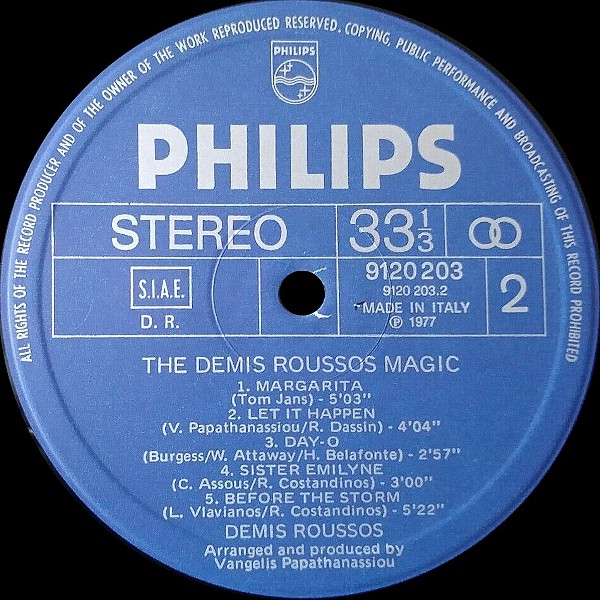 ALL RIGHTS OF THE RECORD PRODUCER AND OF THE OWNER OF THE WORK REPRODUCED RESERVED. COPYING, PUBLIC PERFORMANCE AND BROADCASTING OF THIS RECORD PROHIBITED
PHILIPS
PHILIPS
STEREO 33 1/3
S.I.A.E.
D. R.
9120 203
9120 203.2
MADE IN ITALY
℗ 1977
2
THE DEMIS ROUSSOS MAGIC
1. MARGARITA
(Tom Jans) - 5'03"
2. LET IT HAPPEN
(V. Papathanassiou/R. Dassin) - 4'04"
3. DAY-O
(Burgess/W. Attaway/H. Belafonte) - 2'57"
4. SISTER EMILYNE
(C. Assous/R. Costandinos) - 3'00"
5. BEFORE THE STORM
(L. Vlavianos/R. Costandinos) - 5'22"
DEMIS ROUSSOS
Arranged and produced by
Vangelis Papathanassiou